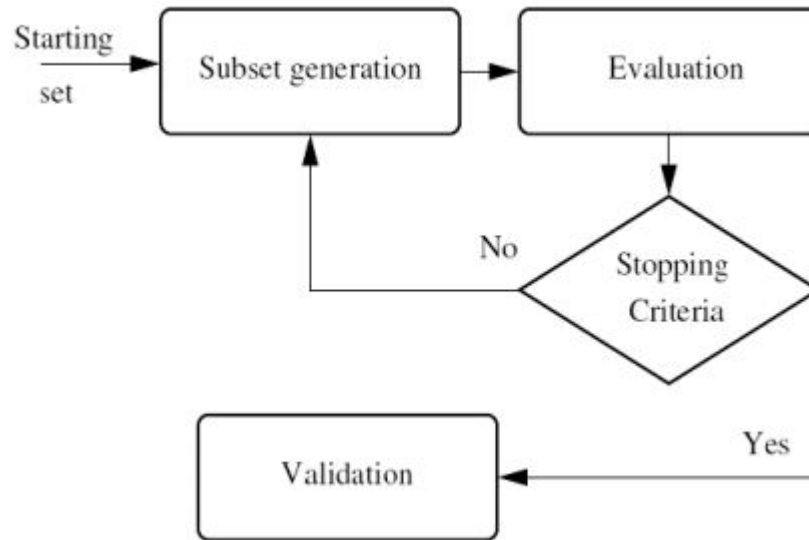 Starting
set
Subset generation
Evaluation
No
Stopping
Criteria
Yes
Validation